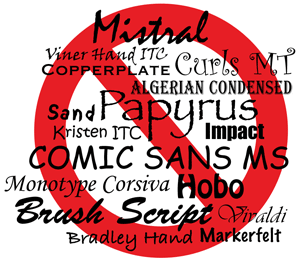 Mistral
Viner Hand ITC
COPPERPLATE Curlz MT
ALGERIAN CONDENSED
Sand Papyrus
Kristen ITC Impact
COMIC SANS MS
Monotype Corsiva Hobo
Brush Script Vivaldi
Bradley Hand Markerfelt